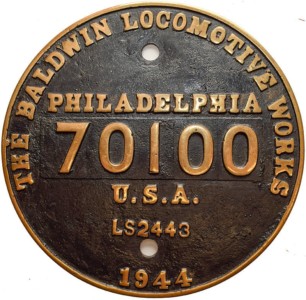 THE BALDWIN LOCOMOTIVE WORKS
PHILADELPHIA
70100
U.S.A.
LS2443
1944